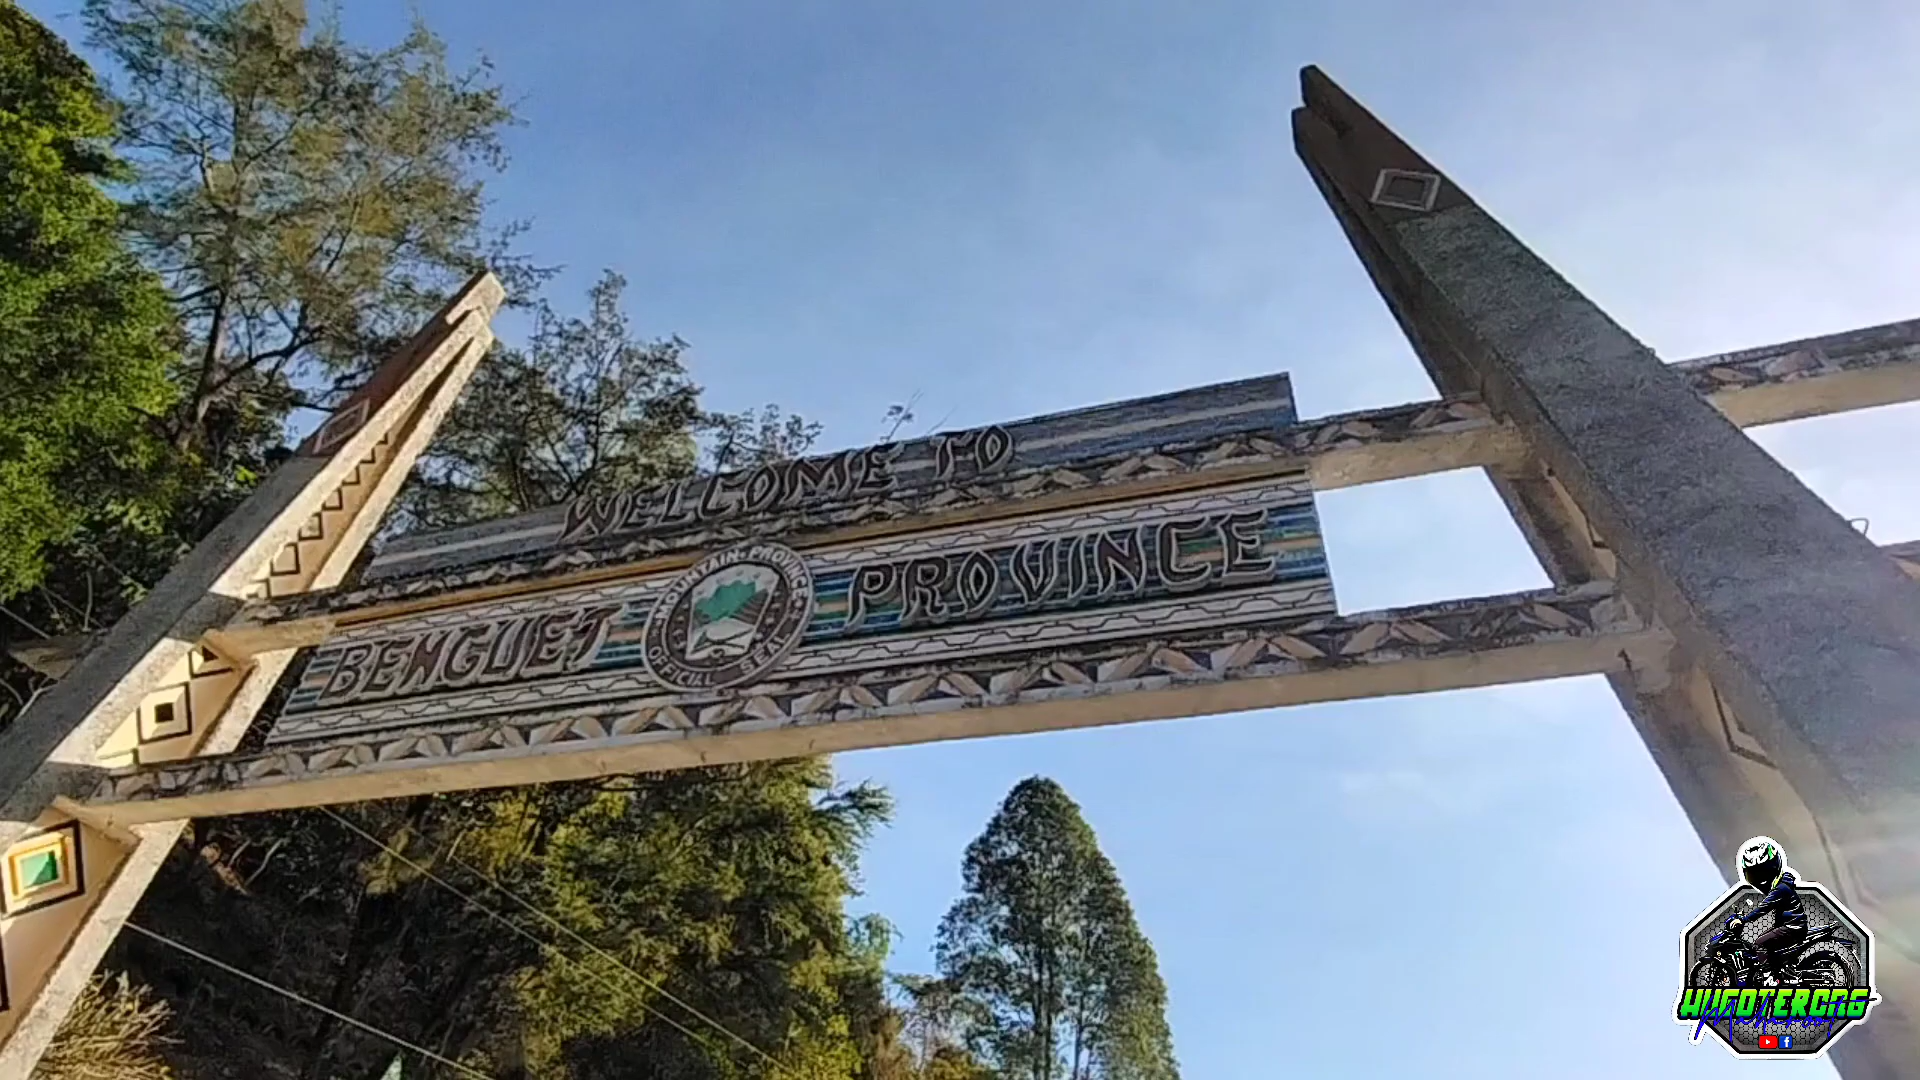 WELCOME TO
BENGUET PROVINCE
MOUNTAIN PROVINCE
OFFICIAL SEAL